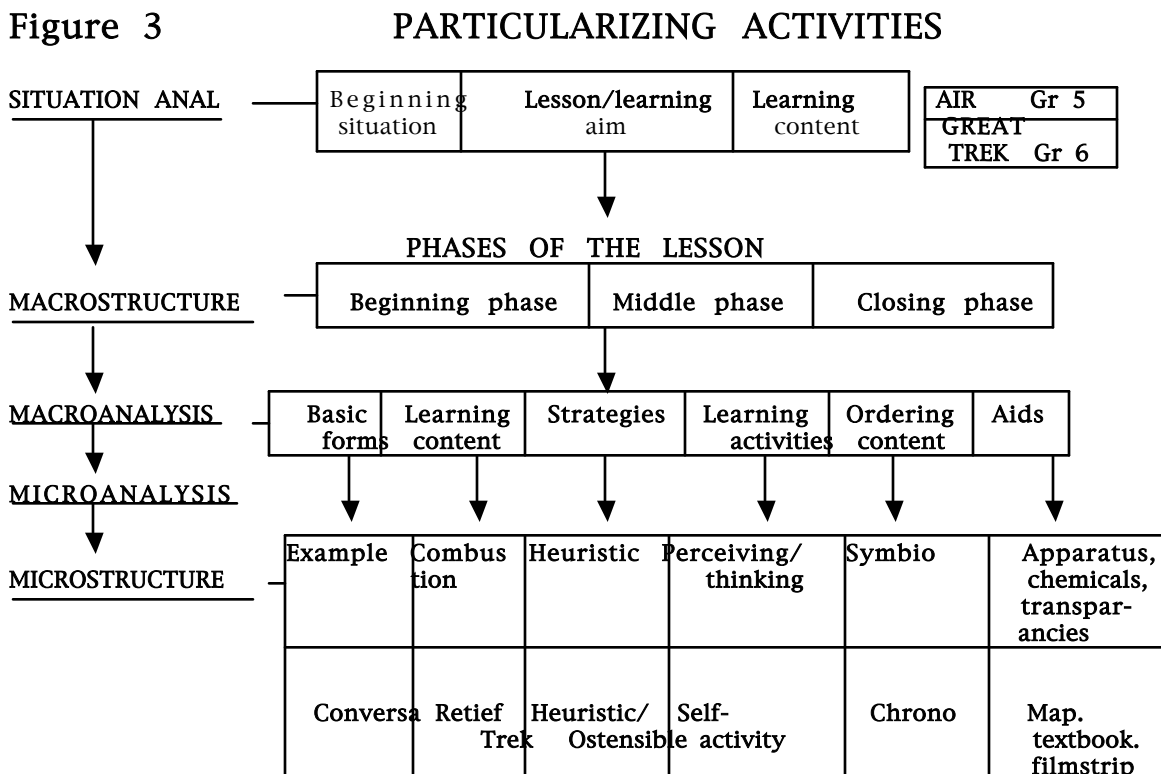 Figure 3 PARTICULARIZING ACTIVITIES
SITUATION ANAL
Beginning
situation
Lesson/learning
aim
Learning
content
AIR Gr 5
GREAT
TREK Gr 6
PHASES OF THE LESSON
MACROSTRUCTURE
Beginning phase
Middle phase
Closing phase
MACROANALYSIS
Basic
forms
Learning
content
Strategies
Learning
activities
Ordering
content
Aids
MICROANALYSIS
MICROSTRUCTURE
Example
Combus
tion
Heuristic
Perceiving/
thinking
Symbio
Apparatus,
chemicals,
transpar-
ancies
Conversa
Retief
Trek
Heuristic/
Ostensible
Self-
activity
Chrono
Map.
textbook.
filmstrip